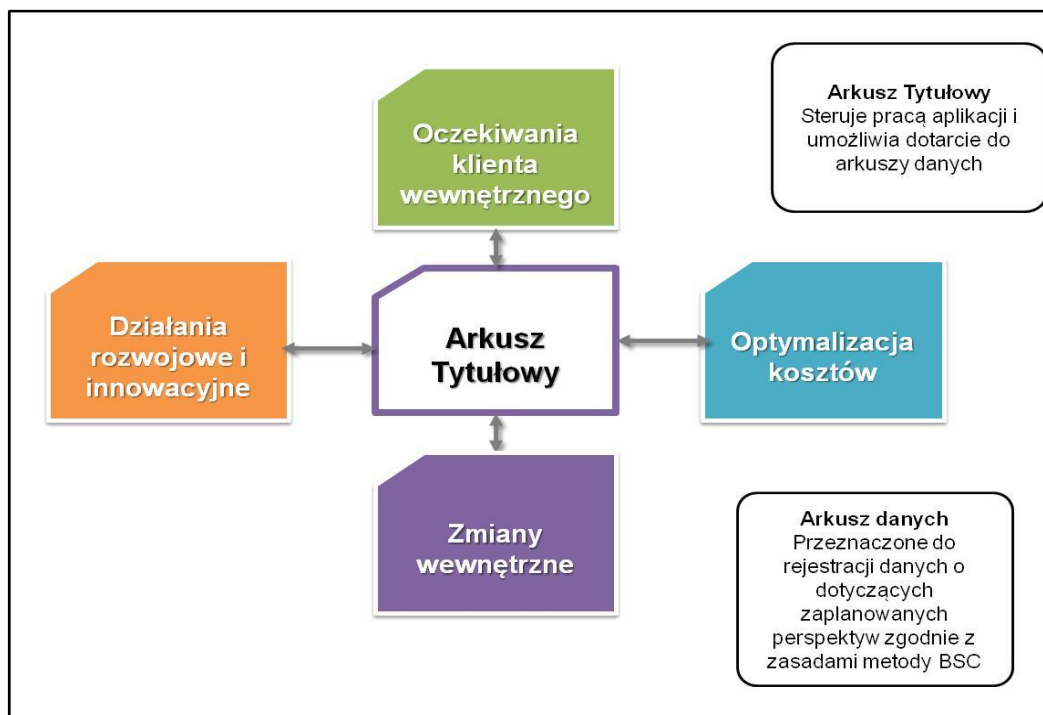 Arkusz Tytułowy
Steruje pracą aplikacji i
umożliwia dotarcie do
arkuszy danych
Oczekiwania
klienta
wewnętrznego
Działania
rozwojowe i
innowacyjne
Arkusz
Tytułowy
Optymalizacja
kosztów
Zmiany
wewnętrzne
Arkusz danych
Przeznaczone do
rejestracji danych o
dotyczących
zaplanowanych
perspektyw zgodnie z
zasadami metody BSC